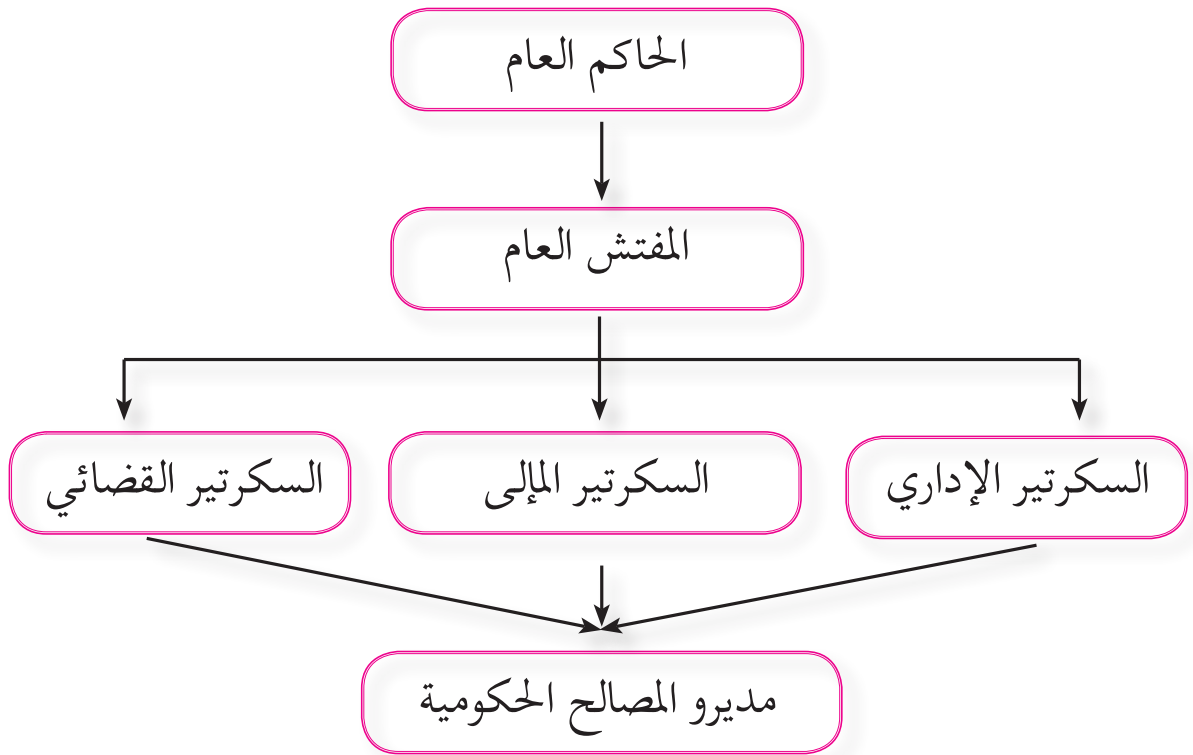 الحاكم العام
المفتش العام
السكرتير الإداري
السكرتير المإلى
السكرتير القضائي
مديرو المصالح الحكومية